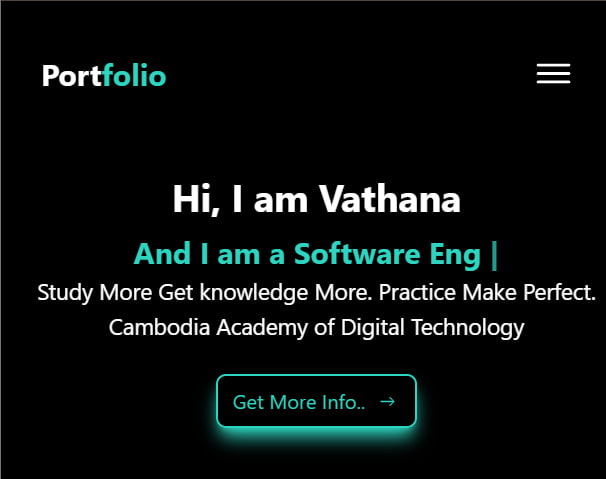 Portfolio
Hi, I am Vathana
And I am a Software Eng |
Study More Get knowledge More. Practice Make Perfect.
Cambodia Academy of Digital Technology
Get More Info.. →